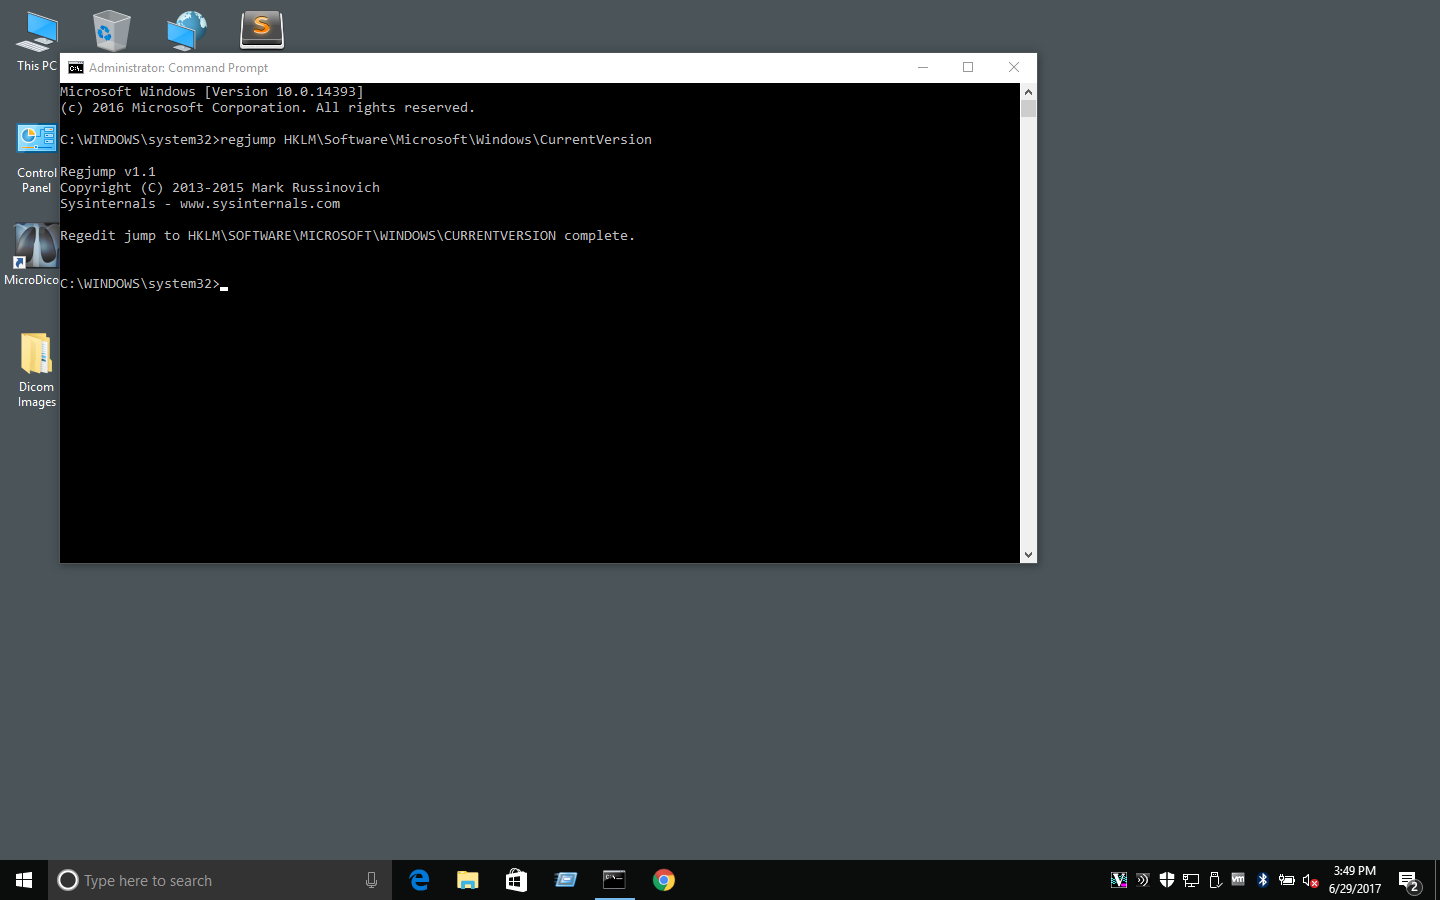 This PC
Control
Panel
MicroDico
Dicom
Images
Administrator: Command Prompt
Microsoft Windows [Version 10.0.14393]
(c) 2016 Microsoft Corporation. All rights reserved.
C:\WINDOWS\system32>regjump HKLM\Software\Microsoft\Windows\CurrentVersion
Regjump v1.1
Copyright (C) 2013-2015 Mark Russinovich
Sysinternals - www.sysinternals.com
Regedit jump to HKLM\SOFTWARE\MICROSOFT\WINDOWS\CURRENTVERSION complete.
C:\WINDOWS\system32>
Type here to search
3:49 PM
6/29/2017
2